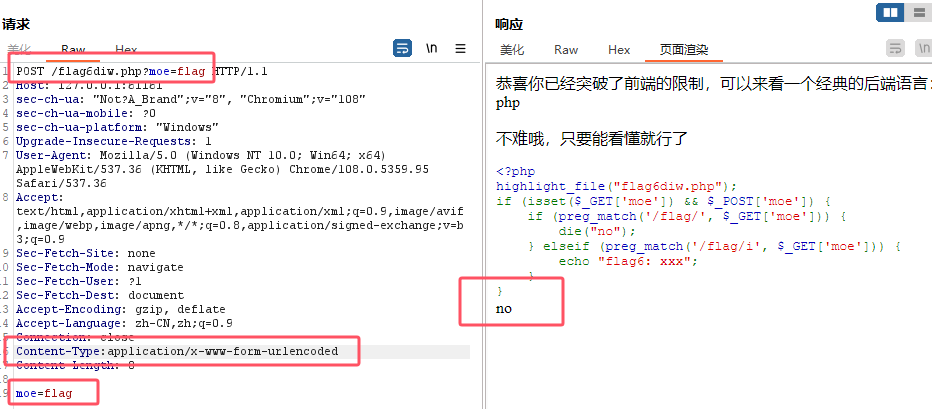 请求
美化 Raw Hex
\n
1 POST /flag6diw.php?moe=flag HTTP/1.1
2 Host: 127.0.0.1:81181
3 sec-ch-ua: "Not?A_Brand";v="8", "Chromium";v="108"
4 sec-ch-ua-mobile: ?0
5 sec-ch-ua-platform: "Windows"
6 Upgrade-Insecure-Requests: 1
7 User-Agent: Mozilla/5.0 (Windows NT 10.0; Win64; x64)
AppleWebKit/537.36 (KHTML, like Gecko) Chrome/108.0.5359.95
Safari/537.36
8 Accept:
text/html,application/xhtml+xml,application/xml;q=0.9,image/avif
,image/webp,image/apng,*/*;q=0.8,application/signed-exchange;v=b
3;q=0.9
9 Sec-Fetch-Site: none
10 Sec-Fetch-Mode: navigate
11 Sec-Fetch-User: ?1
12 Sec-Fetch-Dest: document
13 Accept-Encoding: gzip, deflate
14 Accept-Language: zh-CN,zh;q=0.9
15 Connection: close
16 Content-Type:application/x-www-form-urlencoded
17 Content-Length: 8
18
19 moe=flag
响应
美化 Raw Hex 页面渲染
\n
恭喜你已经突破了前端的限制，可以来看一个经典的后端语言：
php
不难哦，只要能看懂就行了
<?php
highlight_file("flag6diw.php");
if (isset($_GET['moe']) && $_POST['moe']) {
if (preg_match('/flag/', $_GET['moe'])) {
die("no");
} elseif (preg_match('/flag/i', $_GET['moe'])) {
echo "flag6: xxx";
}
}
no